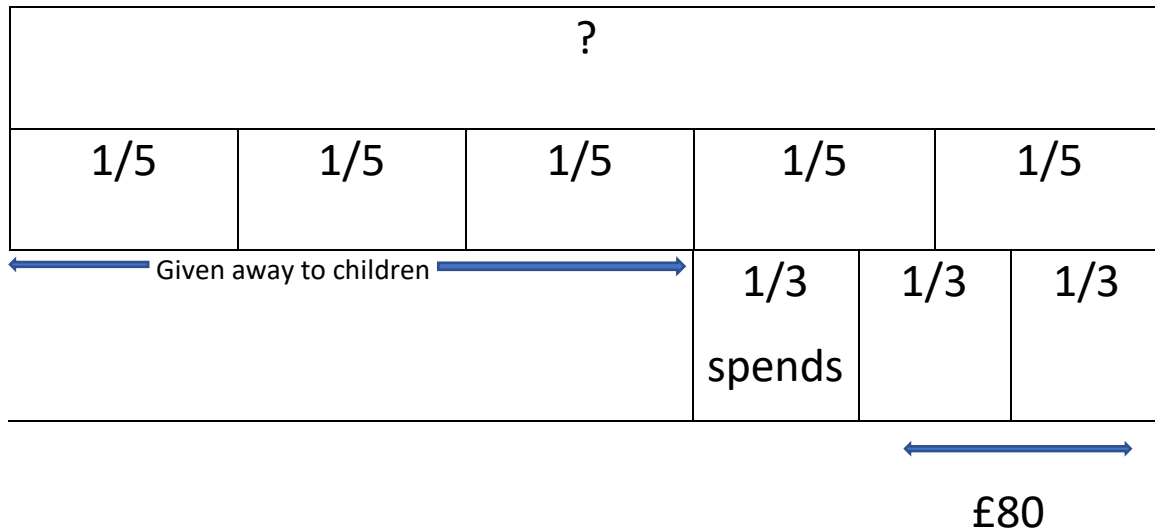 ?
1/5 1/5 1/5 1/5 1/5
Given away to children
1/3 1/3 1/3
spends
£80